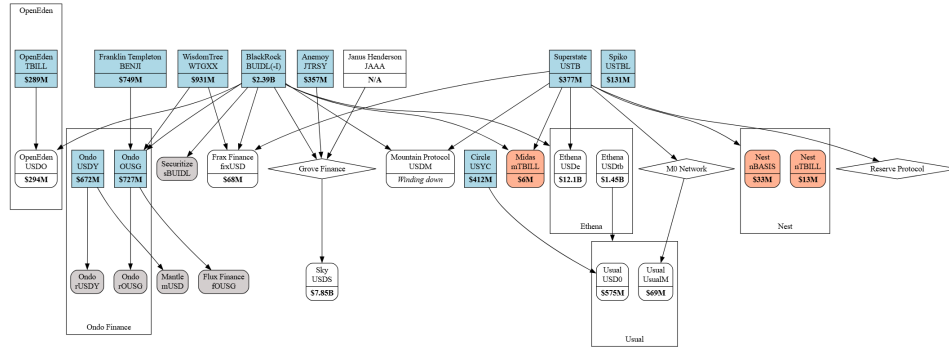 OpenEden
OpenEden
TBILL
$289M
Franklin Templeton
BENJI
$749M
WisdomTree
WTGXX
$931M
BlackRock
BUIDL(-I)
$2.39B
Anemoy
JTRSY
$357M
Janus Henderson
JAAA
N/A
Superstate
USTB
$377M
Spiko
USTBL
$131M
OpenEden
USDO
$294M
Ondo
USDY
$672M
Ondo
OUSG
$727M
Securitize
sBUIDL
Frax Finance
frxUSD
$68M
Grove Finance
Mountain Protocol
USDM
Winding down
Circle
USYC
$412M
Midas
mTBILL
$6M
Ethena
USDe
$12.1B
Ethena
USDtb
$1.45B
Ethena
M0 Network
Nest
nBASIS
$33M
Nest
nTBILL
$13M
Nest
Reserve Protocol
Ondo
rUSDY
Ondo
rOUSG
Ondo Finance
Mantle
mUSD
Flux Finance
fOUSG
Sky
USDS
$7.85B
Usual
USD0
$575M
Usual
UsualM
$69M
Usual